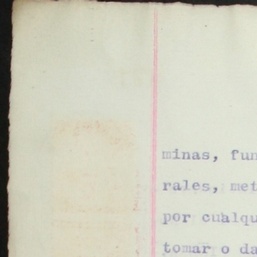 minas, fun
rales, met
por cualqu
tomar o da